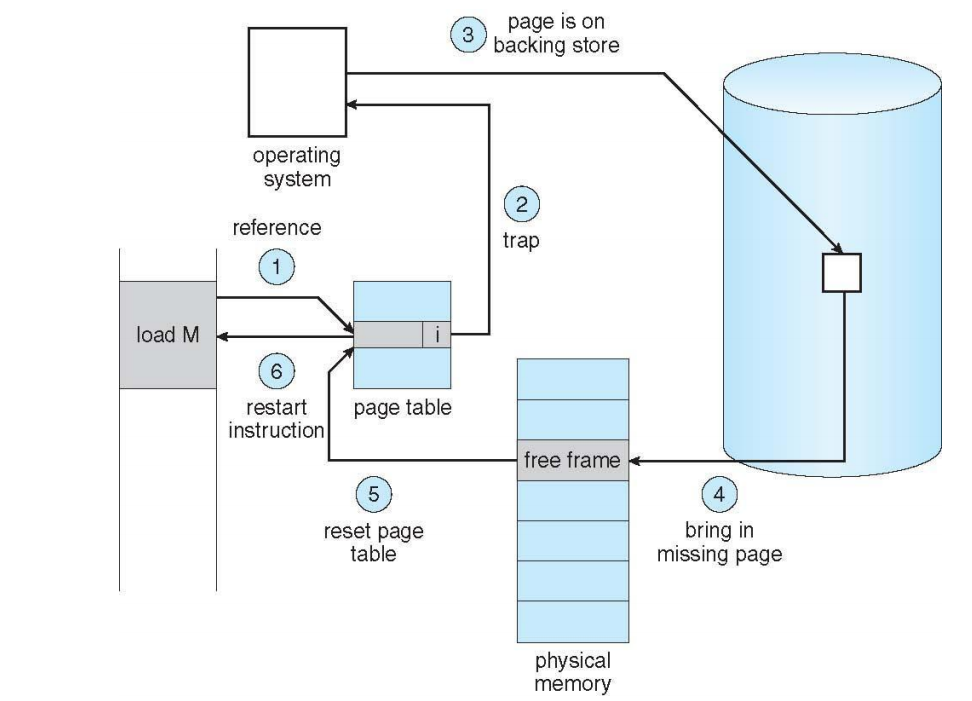 3
page is on
backing store
operating
system
reference
1
2
trap
load M
i
6
restart
instruction
page table
free frame
5
reset page
table
4
bring in
missing page
physical
memory